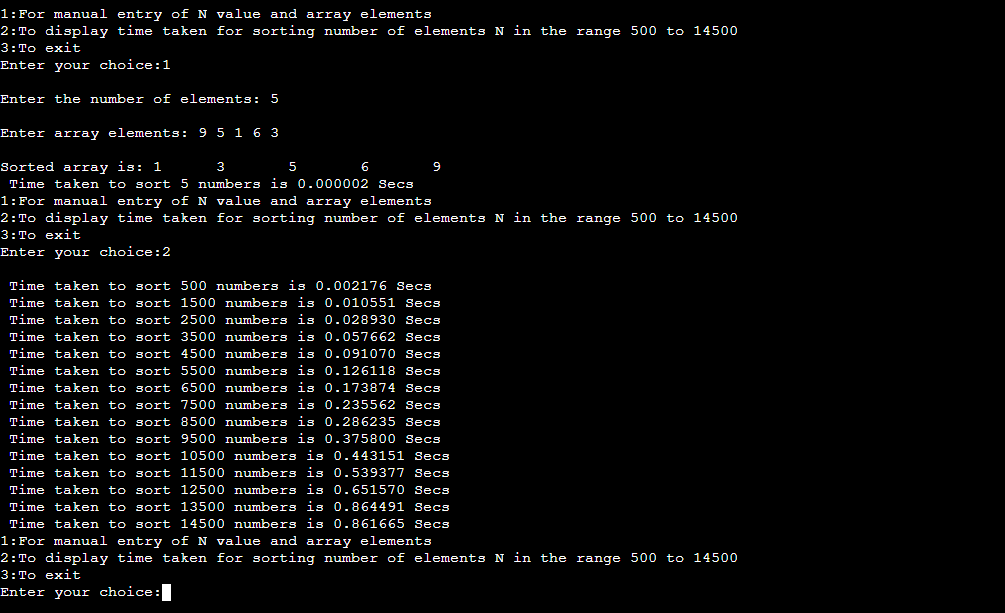 1:For manual entry of N value and array elements
2:To display time taken for sorting number of elements N in the range 500 to 14500
3:To exit
Enter your choice:1
Enter the number of elements: 5
Enter array elements: 9 5 1 6 3
Sorted array is: 1 3 5 6 9
Time taken to sort 5 numbers is 0.000002 Secs
1:For manual entry of N value and array elements
2:To display time taken for sorting number of elements N in the range 500 to 14500
3:To exit
Enter your choice:2
Time taken to sort 500 numbers is 0.002176 Secs
Time taken to sort 1500 numbers is 0.010551 Secs
Time taken to sort 2500 numbers is 0.028930 Secs
Time taken to sort 3500 numbers is 0.057662 Secs
Time taken to sort 4500 numbers is 0.091070 Secs
Time taken to sort 5500 numbers is 0.126118 Secs
Time taken to sort 6500 numbers is 0.173874 Secs
Time taken to sort 7500 numbers is 0.235562 Secs
Time taken to sort 8500 numbers is 0.286235 Secs
Time taken to sort 9500 numbers is 0.375800 Secs
Time taken to sort 10500 numbers is 0.443151 Secs
Time taken to sort 11500 numbers is 0.539377 Secs
Time taken to sort 12500 numbers is 0.651570 Secs
Time taken to sort 13500 numbers is 0.864491 Secs
Time taken to sort 14500 numbers is 0.861665 Secs
1:For manual entry of N value and array elements
2:To display time taken for sorting number of elements N in the range 500 to 14500
3:To exit
Enter your choice: